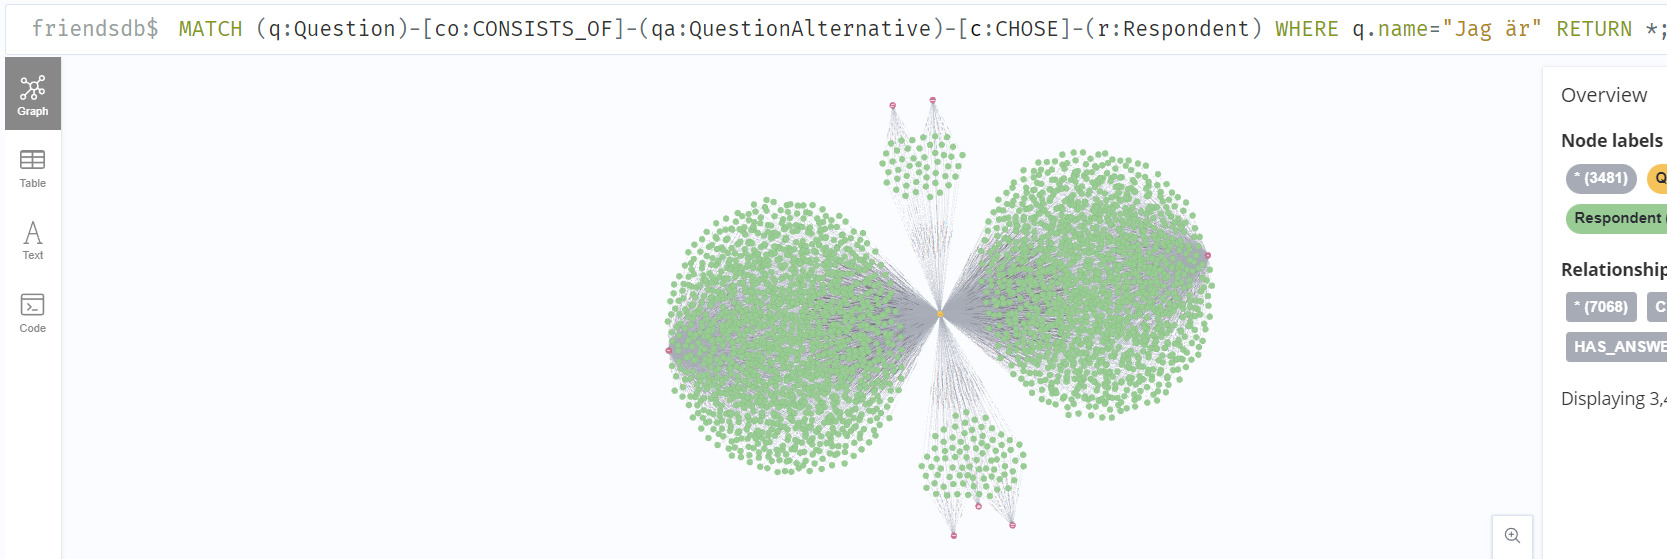 friendsdb$ MATCH (q:Question)-[co:CONSISTS_OF]-(qa:QuestionAlternative)-[c:CHOSE]-(r:Respondent) WHERE q.name="Jag är" RETURN *;
Graph
Table
Text
Code
Overview
Node labels
* (3481) Q
Respondent (
Relationship
* (7068) C
HAS_ANSWE
Displaying 3,4